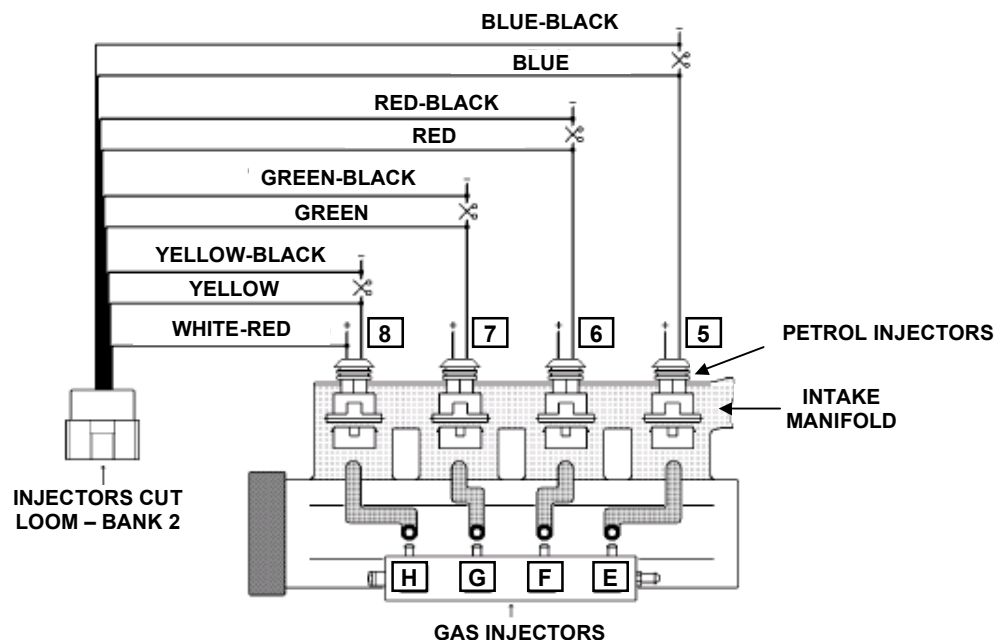 BLUE-BLACK
BLUE
RED-BLACK
RED
GREEN-BLACK
GREEN
YELLOW-BLACK
YELLOW
WHITE-RED
8 7 6 5
PETROL INJECTORS
INTAKE
MANIFOLD
INJECTORS CUT
LOOM – BANK 2
H G F E
GAS INJECTORS